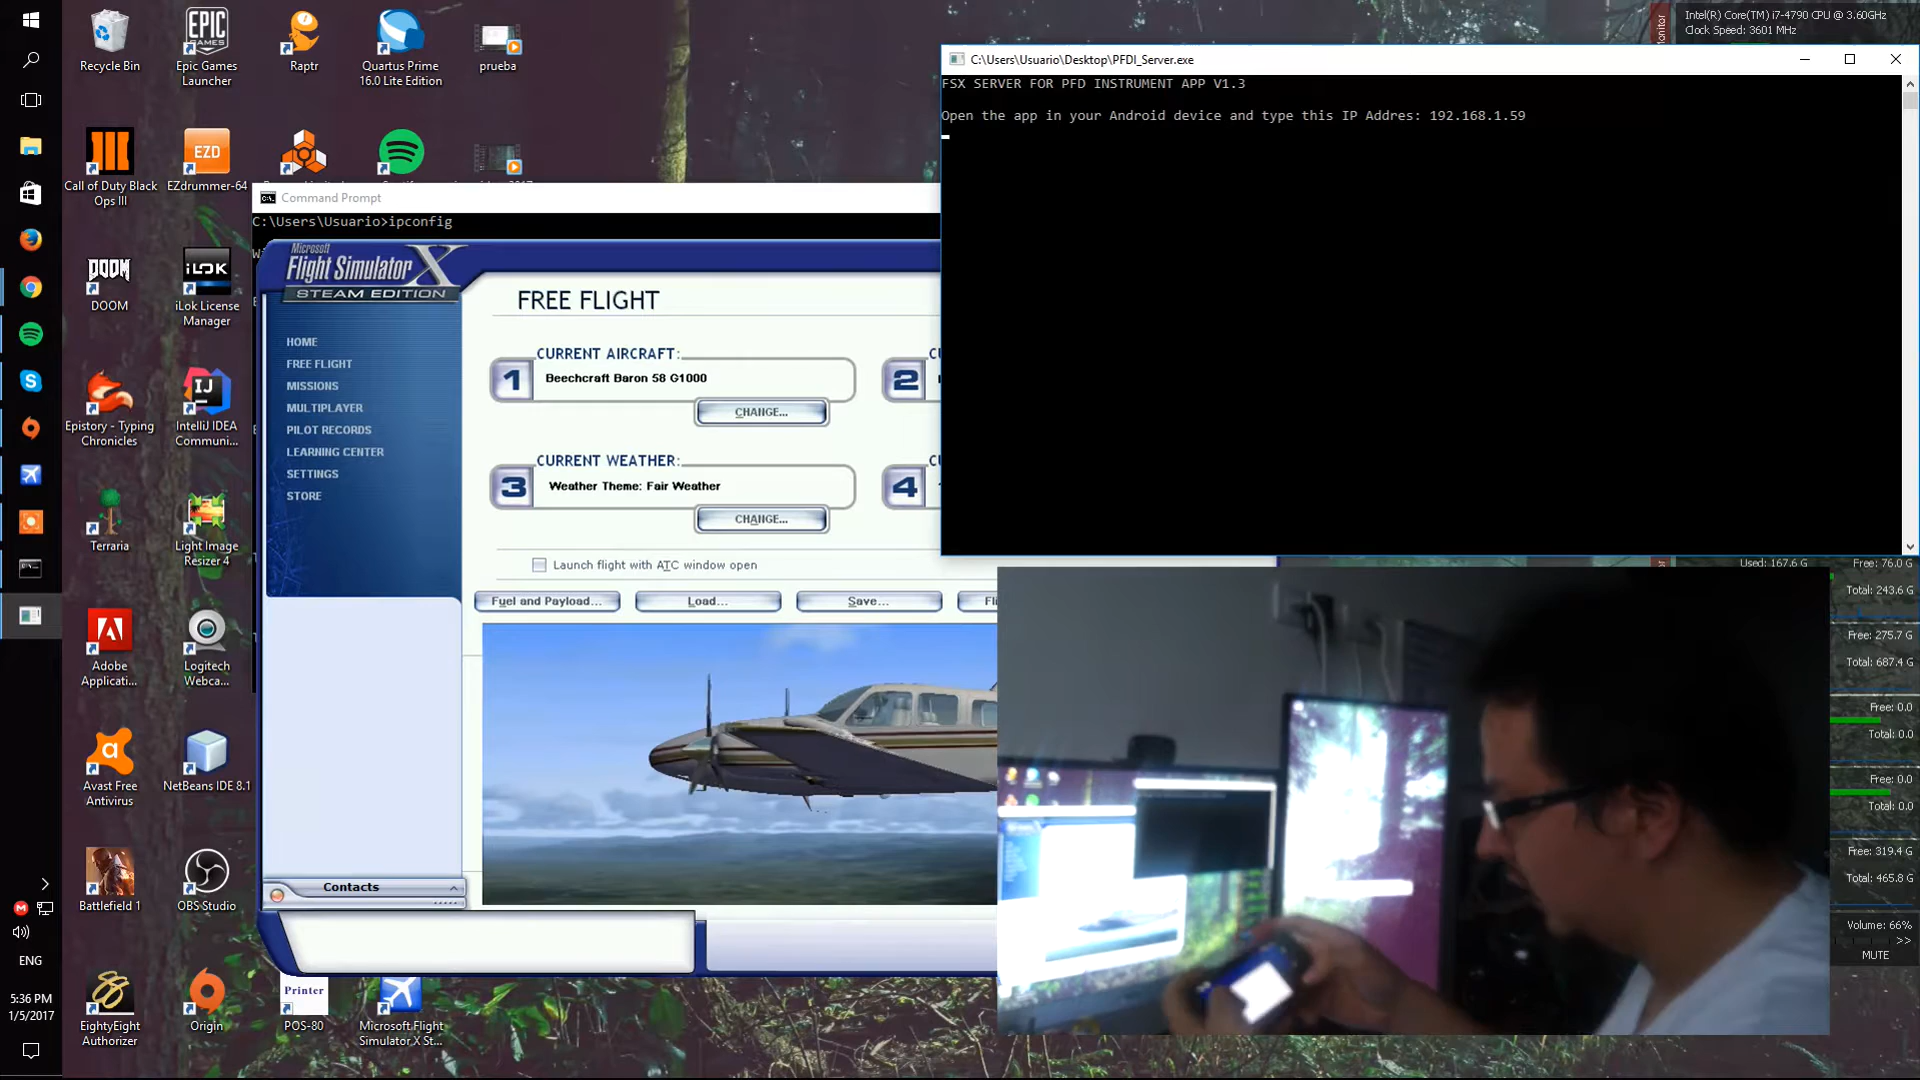 Recycle Bin
EPIC
GAMES
Epic Games
Launcher
Raptr
Quartus Prime
16.0 Lite Edition
prueba
Call of Duty Black
Ops III
EZD
EZdrummer-64
DOOM
DOOM
iLOK
iLok License
Manager
Epistory - Typing
Chronicles
IJ
IntelliJ IDEA
Communi...
Terraria
Light Image
Resizer 4
Adobe
Applicati...
Logitech
Webca...
Avast Free
Antivirus
NetBeans IDE 8.1
Battlefield 1
OBS Studio
EightyEight
Authorizer
Origin
Printer
POS-80
Microsoft Flight
Simulator X St...
ENG
5:36 PM
1/5/2017
Command Prompt
C:\Users\Usuario>ipconfig
Microsoft
Flight Simulator X
STEAM EDITION
HOME
FREE FLIGHT
MISSIONS
MULTIPLAYER
PILOT RECORDS
LEARNING CENTER
SETTINGS
STORE
Contacts
FREE FLIGHT
CURRENT AIRCRAFT:
1
Beechcraft Baron 58 G1000
CHANGE...
2
CURRENT WEATHER:
3
Weather Theme: Fair Weather
CHANGE...
4
Launch flight with ATC window open
Fuel and Payload...
Load...
Save...
C:\Users\Usuario\Desktop\PFDI_Server.exe
FSX SERVER FOR PFD INSTRUMENT APP V1.3
Open the app in your Android device and type this IP Addres: 192.168.1.59
Intel(R) Core(TM) i7-4790 CPU @ 3.60GHz
Clock Speed: 3601 MHz
Used: 167.6 G
Free: 76.0 G
Total: 243.6 G
Free: 275.7 G
Total: 687.4 G
Free: 0.0
Total: 0.0
Free: 0.0
Total: 0.0
Free: 319.4 G
Total: 465.8 G
Volume: 66%
>>
MUTE